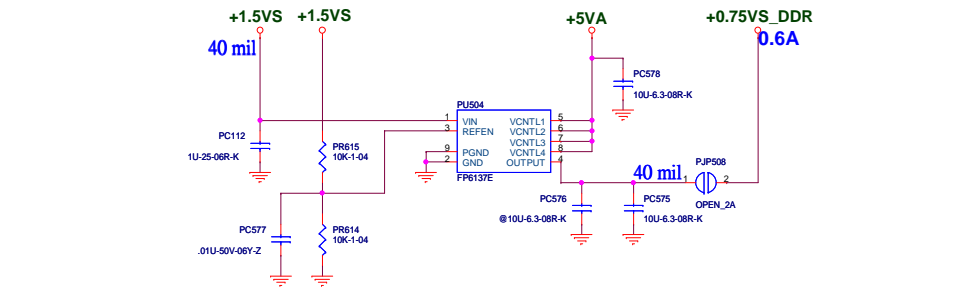 +1.5VS
+1.5VS
+5VA
+0.75VS_DDR
40 mil
0.6A
PC578
10U-6.3-08R-K
PU504
1
VIN
VCNTL1
5
3
REFEN
VCNTL2
6
VCNTL3
7
9
PGND
VCNTL4
8
2
GND
OUTPUT
4
FP6137E
PC112
1U-25-06R-K
PR615
10K-1-04
40 mil
1
PJP508
2
OPEN_2A
PC576
@10U-6.3-08R-K
PC575
10U-6.3-08R-K
PC577
.01U-50V-06Y-Z
PR614
10K-1-04